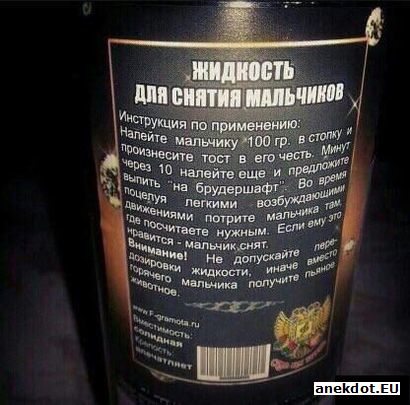 ЖИДКОСТЬ
ДЛЯ СНЯТИЯ МАЛЬЧИКОВ
Инструкция по применению:
Налейте мальчику 100 гр. в стопку и
произнесите тост в его честь. Минут
через 10 налейте еще и предложите
выпить "на брудершафт". Во время
поцелуя легкими возбуждающими
движениями потрите мальчика там,
где посчитаете нужным. Если ему это
нравится - мальчик снят.
Внимание! Не допускайте пере-
дозировки жидкости, иначе вместо
горячего мальчика получите пьяное
животное.
www.F-gramota.ru
Вместимость:
солидная
Крепость:
впечатляет
anekdot.EU